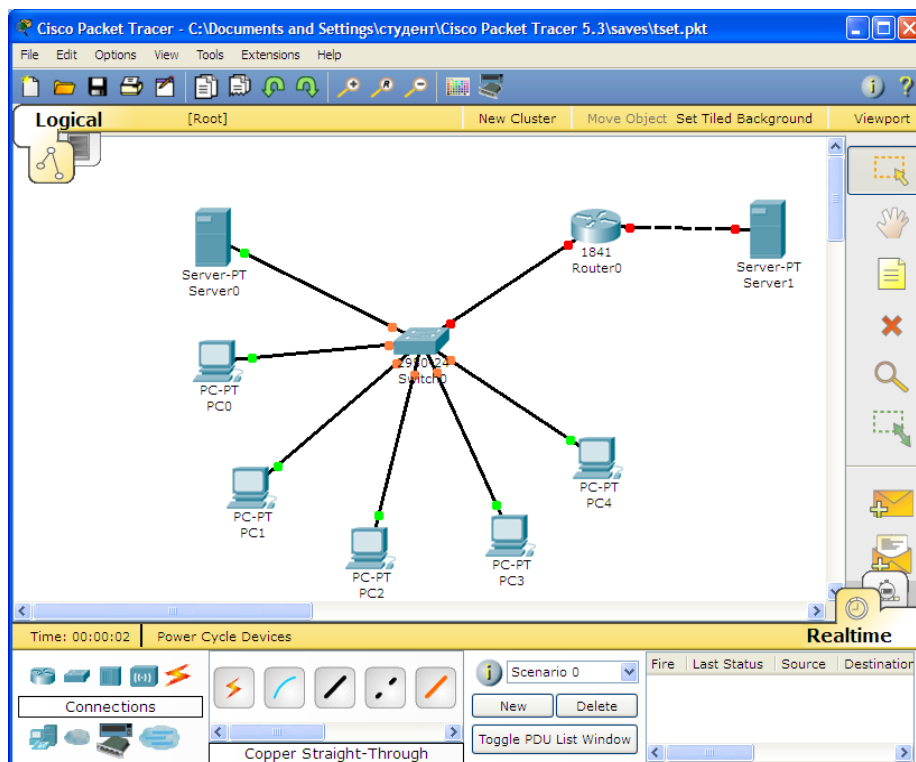 Cisco Packet Tracer - C:\Documents and Settings\студент\Cisco Packet Tracer 5.3\saves\tset.pkt
File Edit Options View Tools Extensions Help
Logical [Root] New Cluster Move Object Set Tiled Background Viewport
Server-PT
Server0
1841
Router0
Server-PT
Server1
Switch0
PC-PT
PC0
PC-PT
PC1
PC-PT
PC2
PC-PT
PC3
PC-PT
PC4
Time: 00:00:02 Power Cycle Devices Realtime
Connections
Copper Straight-Through
Scenario 0
New Delete
Toggle PDU List Window
Fire Last Status Source Destination